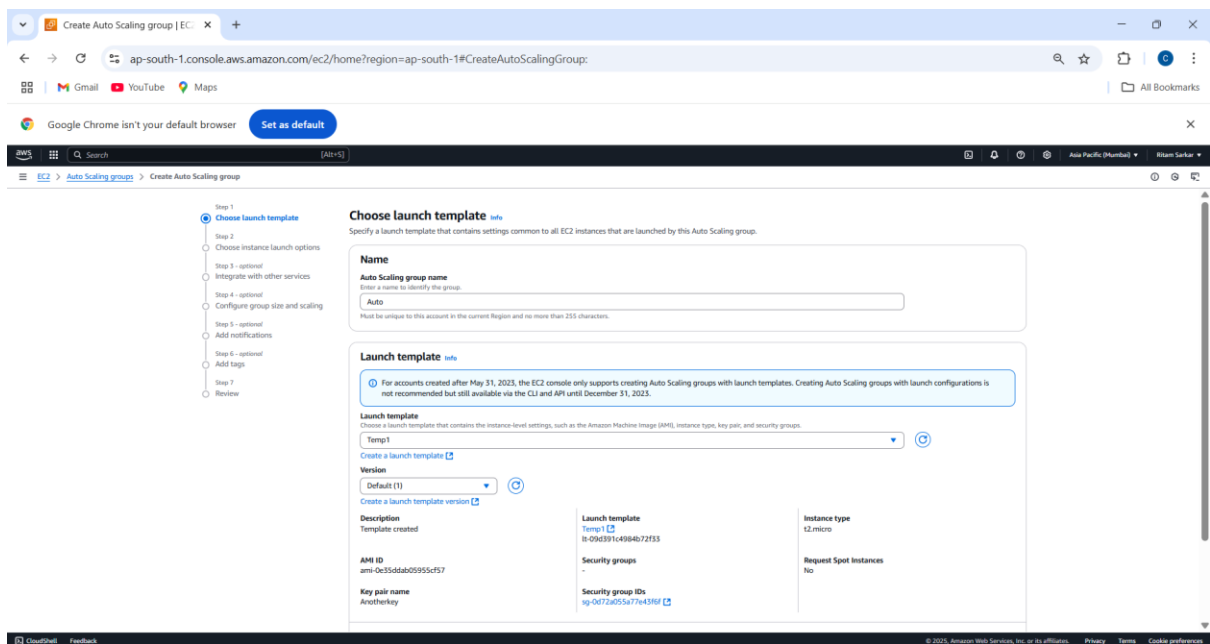 Create Auto Scaling group | EC2
ap-south-1.console.aws.amazon.com/ec2/home?region=ap-south-1#CreateAutoScalingGroup:
C
Gmail
YouTube
Maps
All Bookmarks
Google Chrome isn't your default browser
Set as default
aws
Search
[Alt+S]
Asia Pacific (Mumbai)
Ritam Sarkar
EC2 > Auto Scaling groups > Create Auto Scaling group
Step 1
Choose launch template
Step 2
Choose instance launch options
Step 3 - optional
Integrate with other services
Step 4 - optional
Configure group size and scaling
Step 5 - optional
Add notifications
Step 6 - optional
Add tags
Step 7
Review
Choose launch template Info
Specify a launch template that contains settings common to all EC2 instances that are launched by this Auto Scaling group.
Name
Auto Scaling group name
Enter a name to identify the group.
Auto
Must be unique to this account in the current Region and no more than 255 characters.
Launch template Info
For accounts created after May 31, 2023, the EC2 console only supports creating Auto Scaling groups with launch templates. Creating Auto Scaling groups with launch configurations is
not recommended but still available via the CLI and API until December 31, 2023.
Launch template
Choose a launch template that contains the instance-level settings, such as the Amazon Machine Image (AMI), instance type, key pair, and security groups.
Temp1
Create a launch template
Version
Default (1)
Create a launch template version
Description
Template created
Launch template
Temp1
lt-09d391c4984b72f33
Instance type
t2.micro
AMI ID
ami-0e35ddab05955cf57
Security groups
-
Request Spot Instances
No
Key pair name
Anotherkey
Security group IDs
sg-0d72a055a77e43f6f
CloudShell
Feedback
© 2025, Amazon Web Services, Inc. or its affiliates.
Privacy
Terms
Cookie preferences